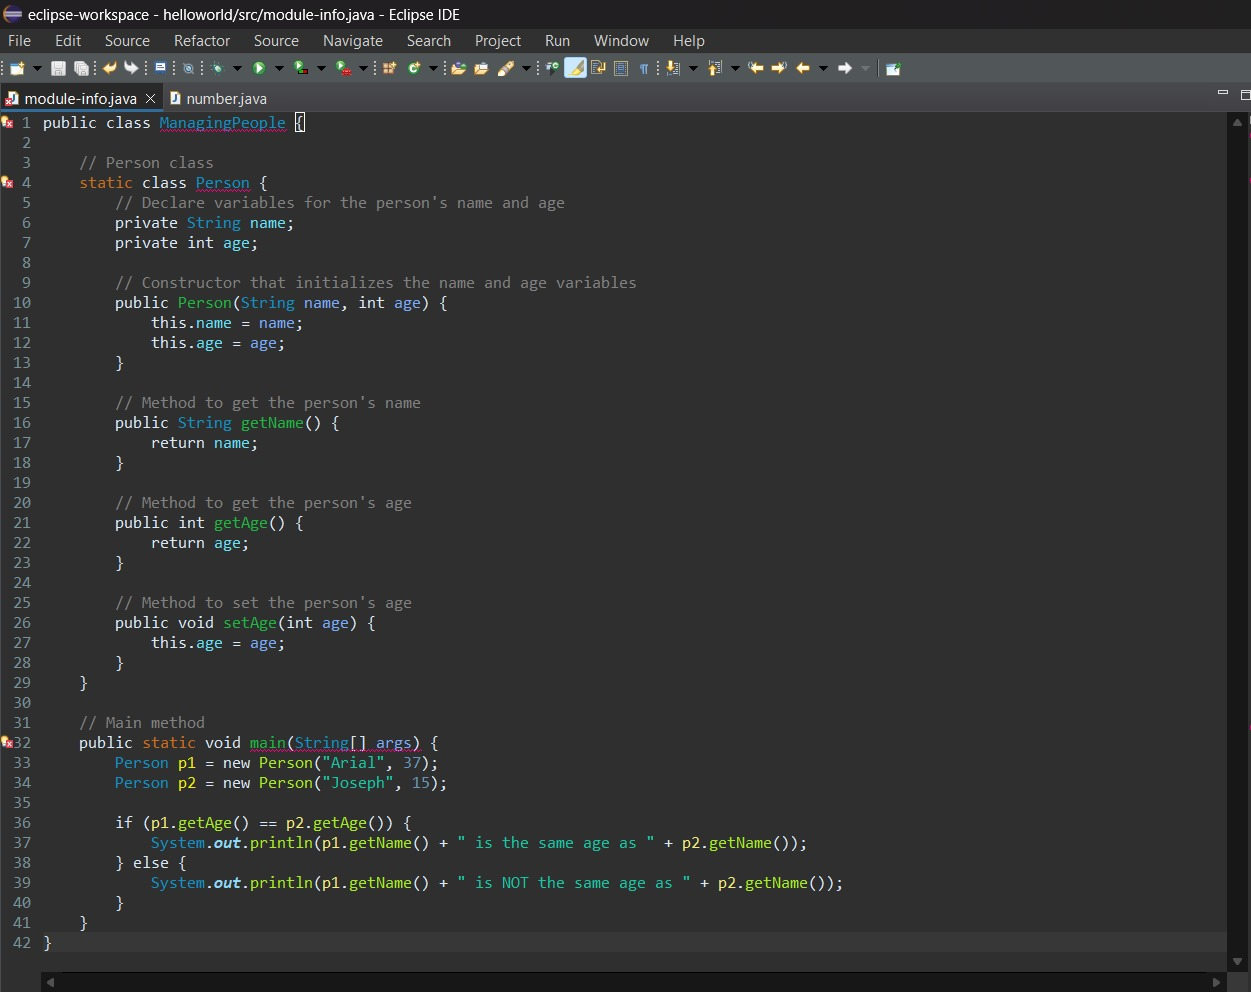 eclipse-workspace - helloworld/src/module-info.java - Eclipse IDE
File Edit Source Refactor Source Navigate Search Project Run Window Help
module-info.java number.java
1 public class ManagingPeople {
2
3 // Person class
4 static class Person {
5 // Declare variables for the person's name and age
6 private String name;
7 private int age;
8
9 // Constructor that initializes the name and age variables
10 public Person(String name, int age) {
11 this.name = name;
12 this.age = age;
13 }
14
15 // Method to get the person's name
16 public String getName() {
17 return name;
18 }
19
20 // Method to get the person's age
21 public int getAge() {
22 return age;
23 }
24
25 // Method to set the person's age
26 public void setAge(int age) {
27 this.age = age;
28 }
29 }
30
31 // Main method
32 public static void main(String[] args) {
33 Person p1 = new Person("Arial", 37);
34 Person p2 = new Person("Joseph", 15);
35
36 if (p1.getAge() == p2.getAge()) {
37 System.out.println(p1.getName() + " is the same age as " + p2.getName());
38 } else {
39 System.out.println(p1.getName() + " is NOT the same age as " + p2.getName());
40 }
41 }
42 }